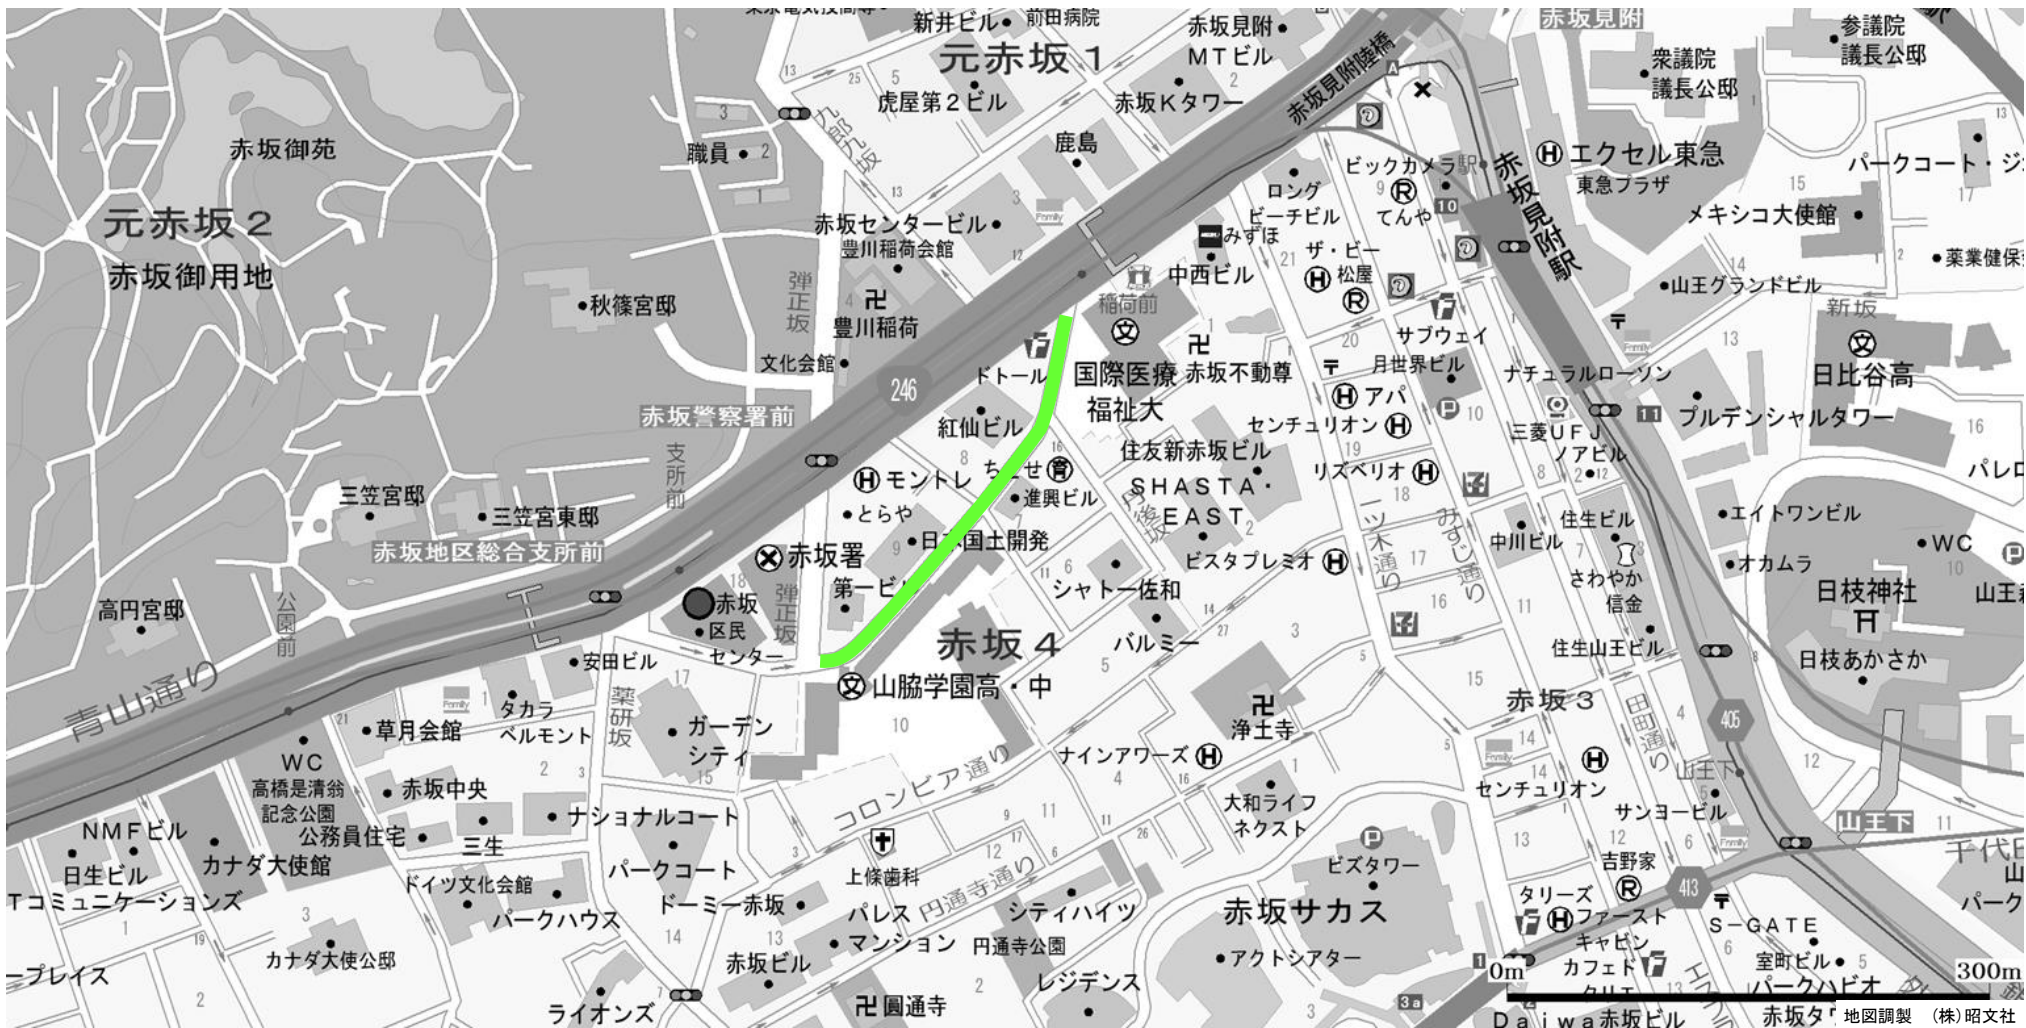 新井ビル
前田病院
赤坂見附
赤坂見附
MTビル
参議院
議長公邸
衆議院
議長公邸
元赤坂1
虎屋第2ビル
赤坂Kタワー
赤坂見附陸橋
九郎九坂
職員
鹿島
赤坂御苑
ビックカメラ
駅
エクセル東急
東急プラザ
パークコート・ジ
ロング
ビーチビル
てんや
赤坂見附駅
元赤坂2
赤坂御用地
赤坂センタービル
豊川稲荷会館
みずほ
中西ビル
ザ・ビー
松屋
メキシコ大使館
薬業健保
秋篠宮邸
弾正坂
豊川稲荷
稲荷前
山王グランドビル
新坂
サブウェイ
文化会館
ドトール
国際医療
福祉大
赤坂不動尊
月世界ビル
ナチュラルローソン
日比谷高
246
アパ
赤坂警察署前
紅仙ビル
センチュリオン
プルデンシャルタワー
三菱UFJ
ノアビル
支所前
モントレ
住友新赤坂ビル
リズベリオ
パレロ
三笠宮邸
三笠宮東邸
とらや
進興ビル
SHASTA・
EAST
丹後坂
一ツ木通り
みすじ通り
エイトワンビル
住生ビル
中川ビル
WC
赤坂地区総合支所前
赤坂署
日本国土開発
ビスタプレミオ
オカムラ
さわやか
信金
第一ビル
シャトー佐和
日枝神社
高円宮邸
公園前
赤坂
区民
センター
弾正坂
赤坂4
バルミー
住生山王ビル
日枝あかさか
青山通り
安田ビル
山脇学園高・中
薬研坂
タカラ
ベルモント
草月会館
ガーデン
シティ
浄土寺
赤坂3
田町通り
405
WC
高橋是清翁
記念公園
赤坂中央
コロンビア通り
ナインアワーズ
大和ライフ
ネクスト
センチュリオン
山王下
サンヨービル
NMFビル
公務員住宅
三生
ナショナルコート
山王下
日生ビル
カナダ大使館
パークコート
上條歯科
ビズタワー
吉野家
千代田
ドイツ文化会館
Tコミュニケーションズ
パークハウス
ドーミー赤坂
パレス
マンション
円通寺坂
円通寺通り
シティハイツ
赤坂サカス
タリーズ
413
ファースト
キャビン
S-GATE
カナダ大使公邸
赤坂ビル
円通寺公園
アクトシアター
カフェド
室町ビル
ープレイス
ライオンズ
圓通寺
レジデンス
パークハビオ
0m
300m
Daiwa赤坂ビル
地図調製 (株)昭文社